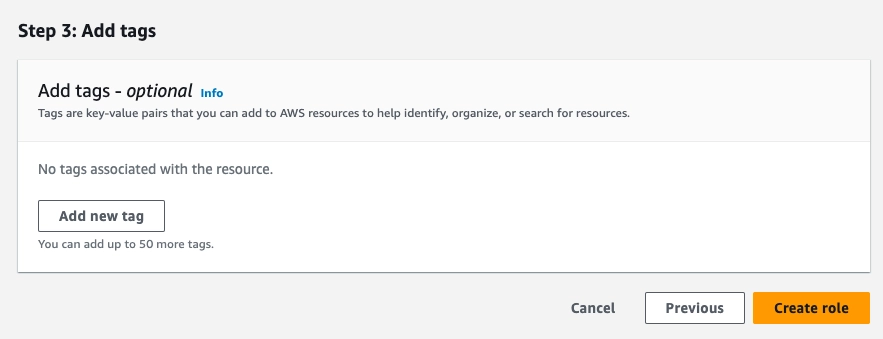 Step 3: Add tags
Add tags - optional Info
Tags are key-value pairs that you can add to AWS resources to help identify, organize, or search for resources.
No tags associated with the resource.
Add new tag
You can add up to 50 more tags.
Cancel Previous Create role